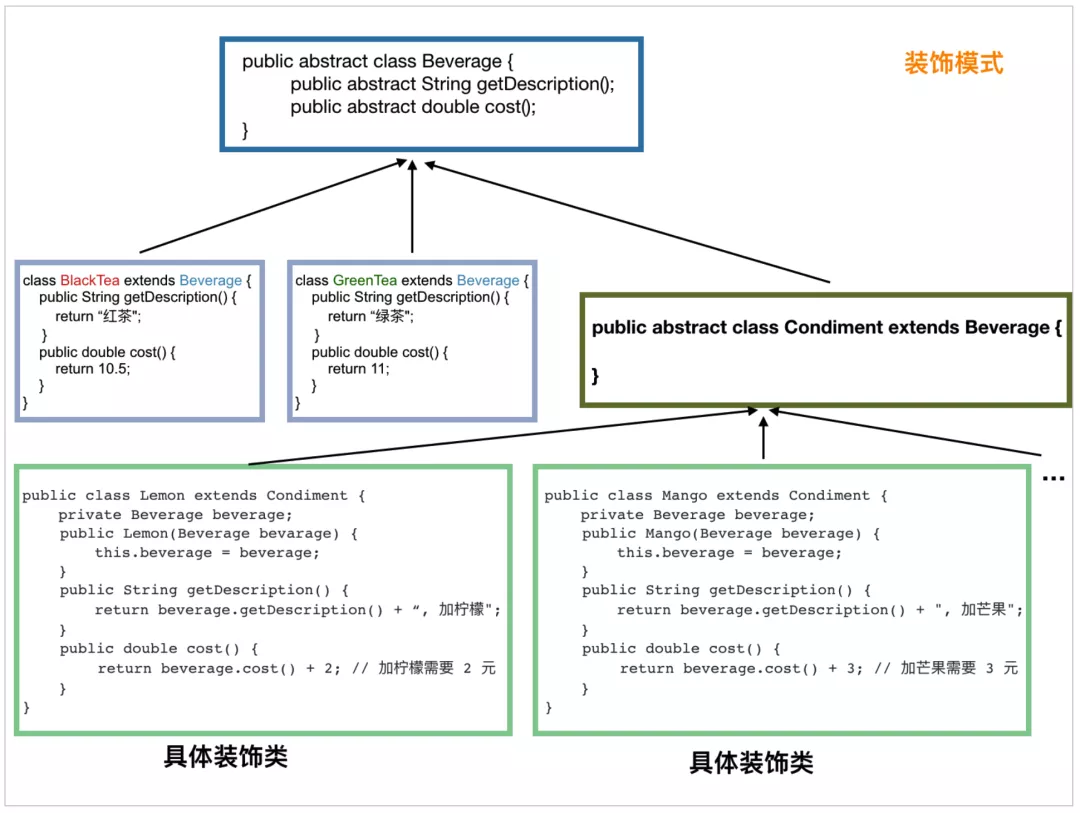 装饰模式
public abstract class Beverage {
public abstract String getDescription();
public abstract double cost();
}
class BlackTea extends Beverage {
public String getDescription() {
return “红茶";
}
public double cost() {
return 10.5;
}
}
class GreenTea extends Beverage {
public String getDescription() {
return “绿茶";
}
public double cost() {
return 11;
}
}
public abstract class Condiment extends Beverage {
}
public class Lemon extends Condiment {
private Beverage beverage;
public Lemon(Beverage bevarage) {
this.beverage = beverage;
}
public String getDescription() {
return beverage.getDescription() + “, 加柠檬";
}
public double cost() {
return beverage.cost() + 2; // 加柠檬需要 2 元
}
}
具体装饰类
public class Mango extends Condiment {
private Beverage beverage;
public Mango(Beverage beverage) {
this.beverage = beverage;
}
public String getDescription() {
return beverage.getDescription() + ", 加芒果";
}
public double cost() {
return beverage.cost() + 3; // 加芒果需要 3 元
}
}
具体装饰类
...